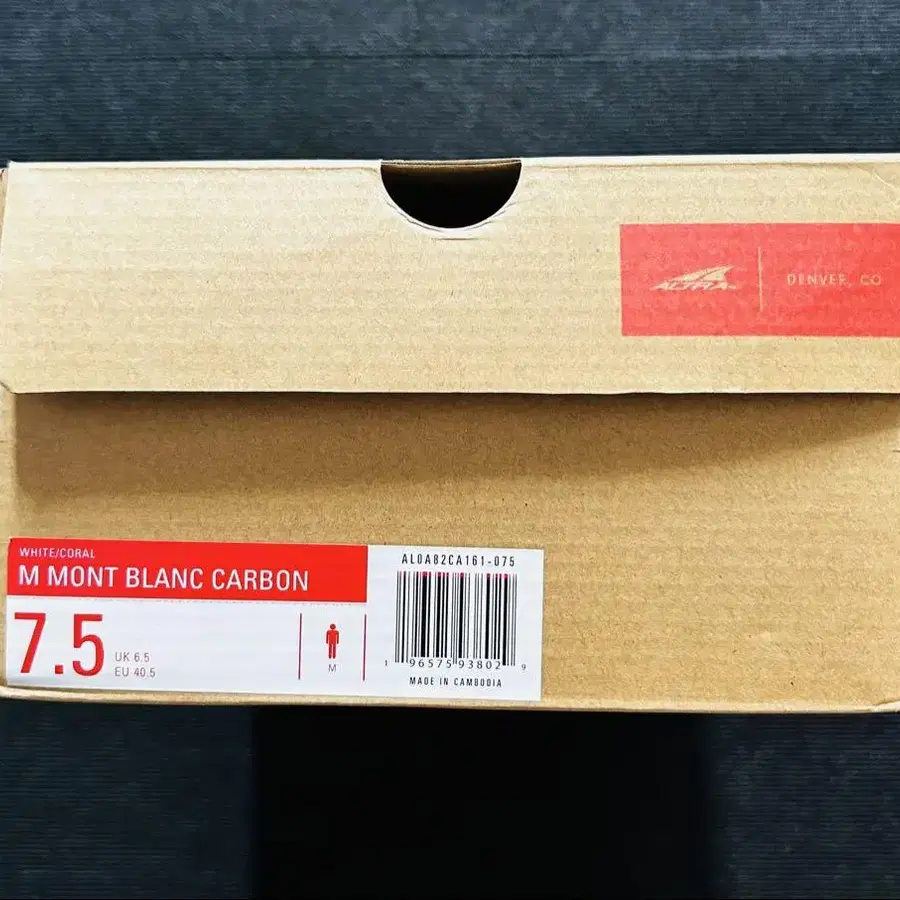 ALTRA
DENVER, CO
WHITE/CORAL
M MONT BLANC CARBON
7.5
UK 6.5
EU 40.5
M
AL0A82CA161-075
1 96575 93802 9
MADE IN CAMBODIA